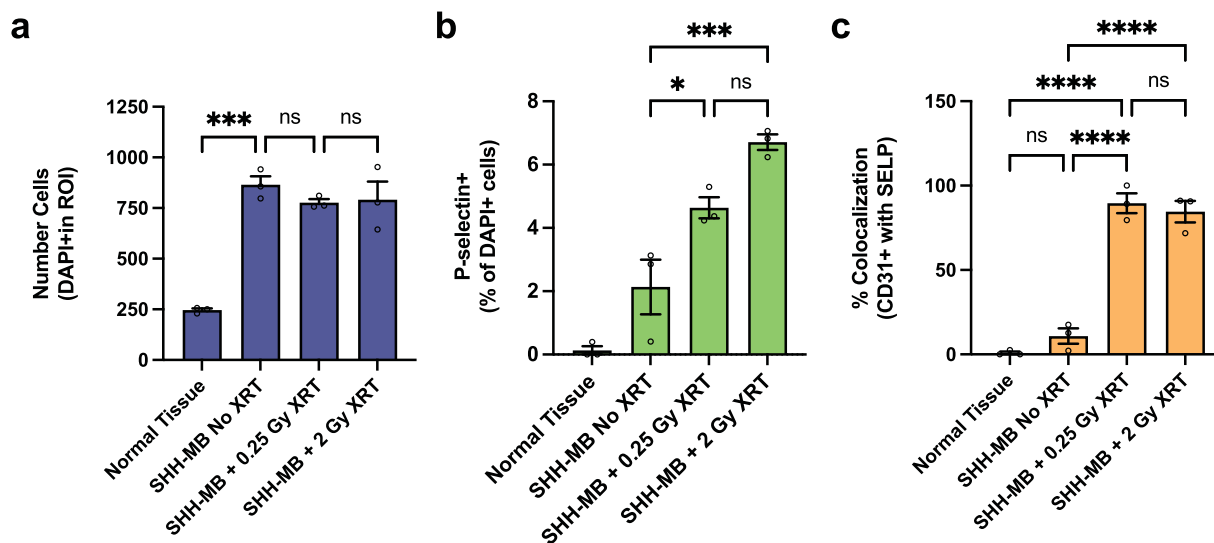 a
Number Cells
(DAPI+in ROI)
1250
1000
750
500
250
0
***
ns
ns
Normal Tissue
SHH-MB No XRT
SHH-MB + 0.25 Gy XRT
SHH-MB + 2 Gy XRT
b
P-selectin+
(% of DAPI+ cells)
8
6
4
2
0
***
*
ns
Normal Tissue
SHH-MB No XRT
SHH-MB + 0.25 Gy XRT
SHH-MB + 2 Gy XRT
c
% Colocalization
(CD31+ with SELP)
150
100
50
0
****
****
ns
ns
****
Normal Tissue
SHH-MB No XRT
SHH-MB + 0.25 Gy XRT
SHH-MB + 2 Gy XRT